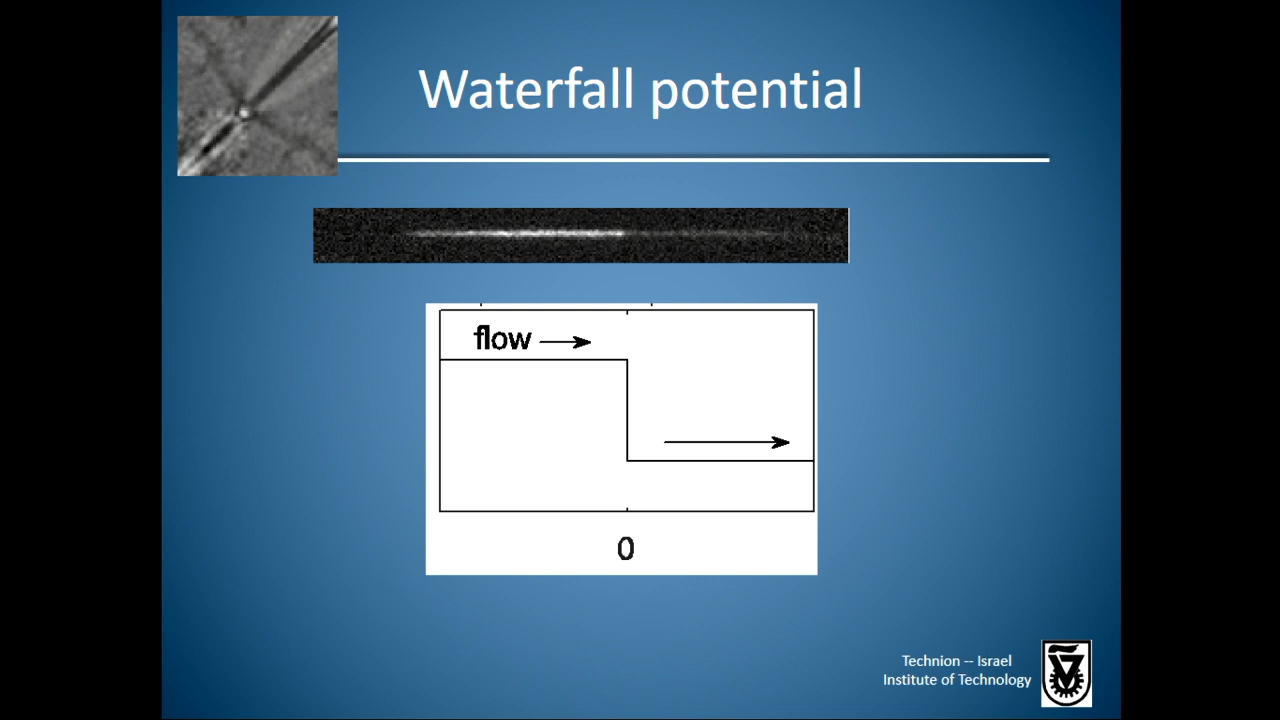 Waterfall potential
flow
0
Technion -- Israel
Institute of Technology